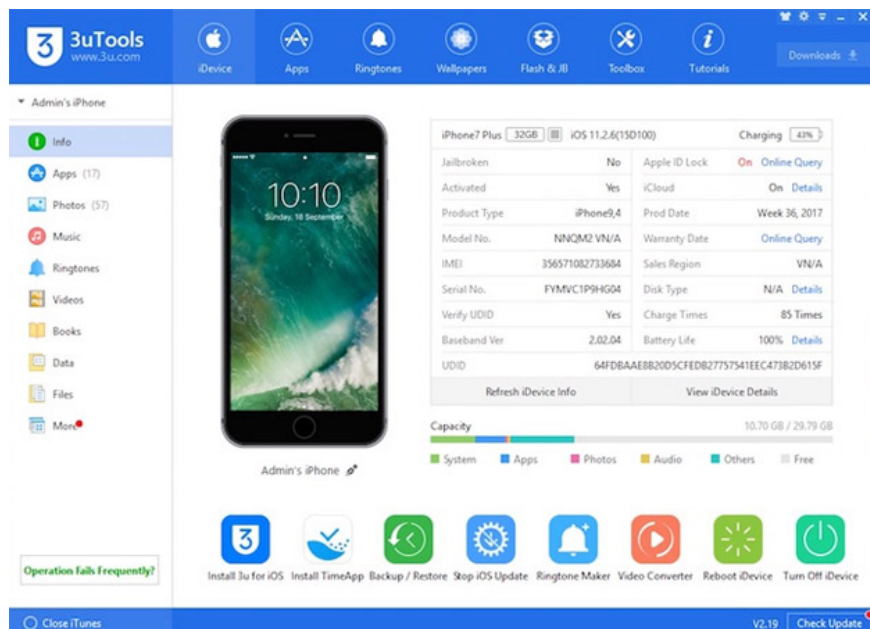 3uTools
www.3u.com
iDevice
Apps
Ringtones
Wallpapers
Flash & JB
Toolbox
Tutorials
Downloads
Admin's iPhone
Info
Apps (17)
Photos (57)
Music
Ringtones
Videos
Books
Data
Files
More
Operation fails frequently?
Close iTunes
10:10
Sunday, 18 September
Admin's iPhone
iPhone7 Plus 32GB iOS 11.2.6(15D100) Charging 43%
Jailbroken No Apple ID Lock On Online Query
Activated Yes iCloud On Details
Product Type iPhone9,4 Prod Date Week 36, 2017
Model No. NNQM2 VN/A Warranty Date Online Query
IMEI 356571082733684 Sales Region VN/A
Serial No. FYMVC1P9HG04 Disk Type N/A Details
Verify UDID Yes Charge Times 85 Times
Baseband Ver 2.02.04 Battery Life 100% Details
UDID 64FDBAAE8B20D5CFEDB27757541EEC473B2D615F
Refresh iDevice Info View iDevice Details
Capacity 10.70 GB / 29.79 GB
System Apps Photos Audio Others Free
Install 3u for iOS
Install TimeApp
Backup / Restore
Stop iOS Update
Ringtone Maker
Video Converter
Reboot iDevice
Turn Off iDevice
V2.19
Check Update